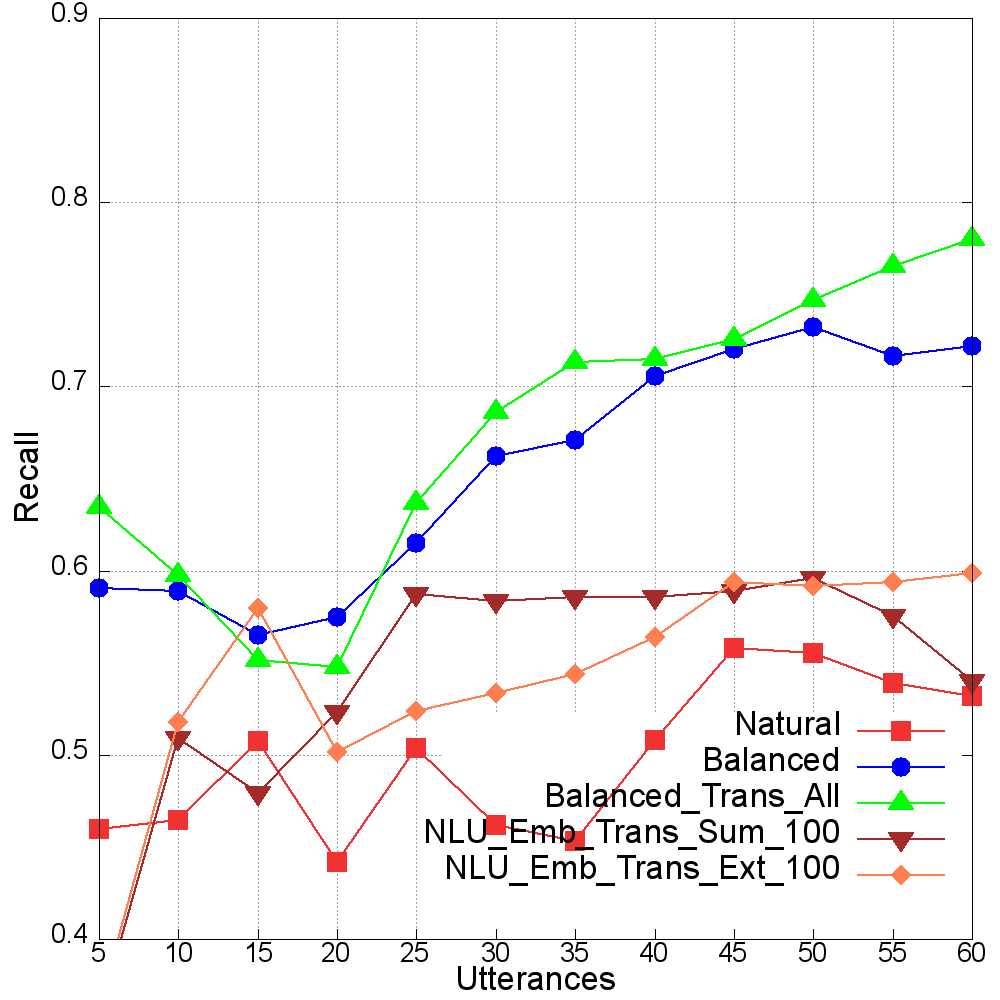 0.9
0.8
0.7
0.6
0.5
0.4
Recall
Natural
Balanced
Balanced_Trans_All
NLU_Emb_Trans_Sum_100
NLU_Emb_Trans_Ext_100
5 10 15 20 25 30 35 40 45 50 55 60
Utterances